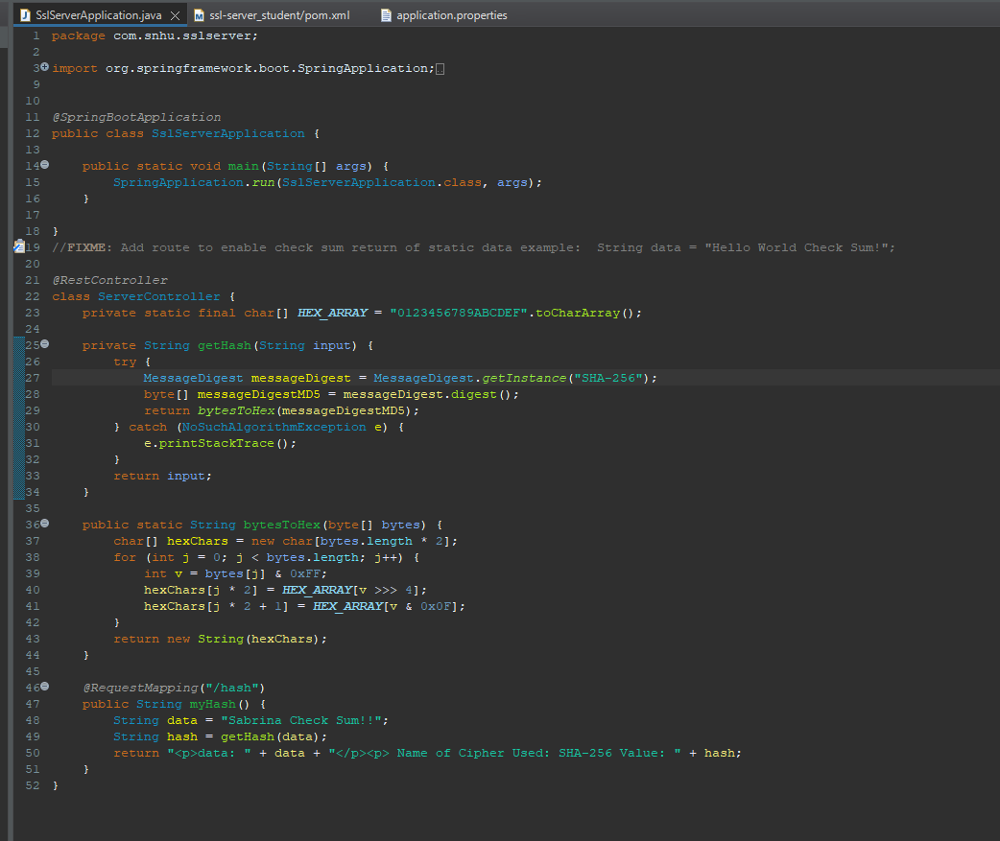 SslServerApplication.java
ssl-server_student/pom.xml
application.properties
1 package com.snhu.sslserver;
2
3 import org.springframework.boot.SpringApplication;
9
10
11 @SpringBootApplication
12 public class SslServerApplication {
13
14     public static void main(String[] args) {
15         SpringApplication.run(SslServerApplication.class, args);
16     }
17
18 }
19 //FIXME: Add route to enable check sum return of static data example:  String data = "Hello World Check Sum!";
20
21 @RestController
22 class ServerController {
23     private static final char[] HEX_ARRAY = "0123456789ABCDEF".toCharArray();
24
25     private String getHash(String input) {
26         try {
27             MessageDigest messageDigest = MessageDigest.getInstance("SHA-256");
28             byte[] messageDigestMD5 = messageDigest.digest();
29             return bytesToHex(messageDigestMD5);
30         } catch (NoSuchAlgorithmException e) {
31             e.printStackTrace();
32         }
33         return input;
34     }
35
36     public static String bytesToHex(byte[] bytes) {
37         char[] hexChars = new char[bytes.length * 2];
38         for (int j = 0; j < bytes.length; j++) {
39             int v = bytes[j] & 0xFF;
40             hexChars[j * 2] = HEX_ARRAY[v >>> 4];
41             hexChars[j * 2 + 1] = HEX_ARRAY[v & 0x0F];
42         }
43         return new String(hexChars);
44     }
45
46     @RequestMapping("/hash")
47     public String myHash() {
48         String data = "Sabrina Check Sum!!";
49         String hash = getHash(data);
50         return "<p>data: " + data + "</p><p> Name of Cipher Used: SHA-256 Value: " + hash;
51     }
52 }